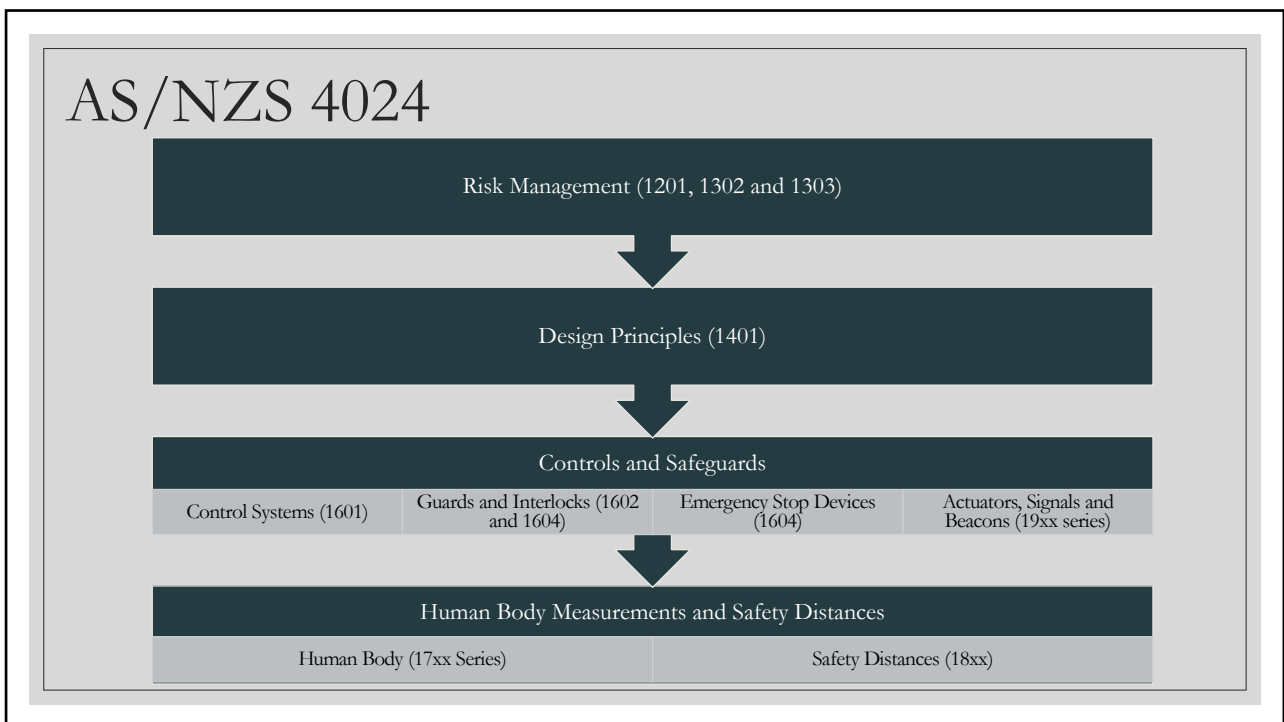 AS/NZS 4024
Risk Management (1201, 1302 and 1303)
Design Principles (1401)
Controls and Safeguards
Control Systems (1601)
Guards and Interlocks (1602
and 1604)
Emergency Stop Devices
(1604)
Actuators, Signals and
Beacons (19xx series)
Human Body Measurements and Safety Distances
Human Body (17xx Series)
Safety Distances (18xx)